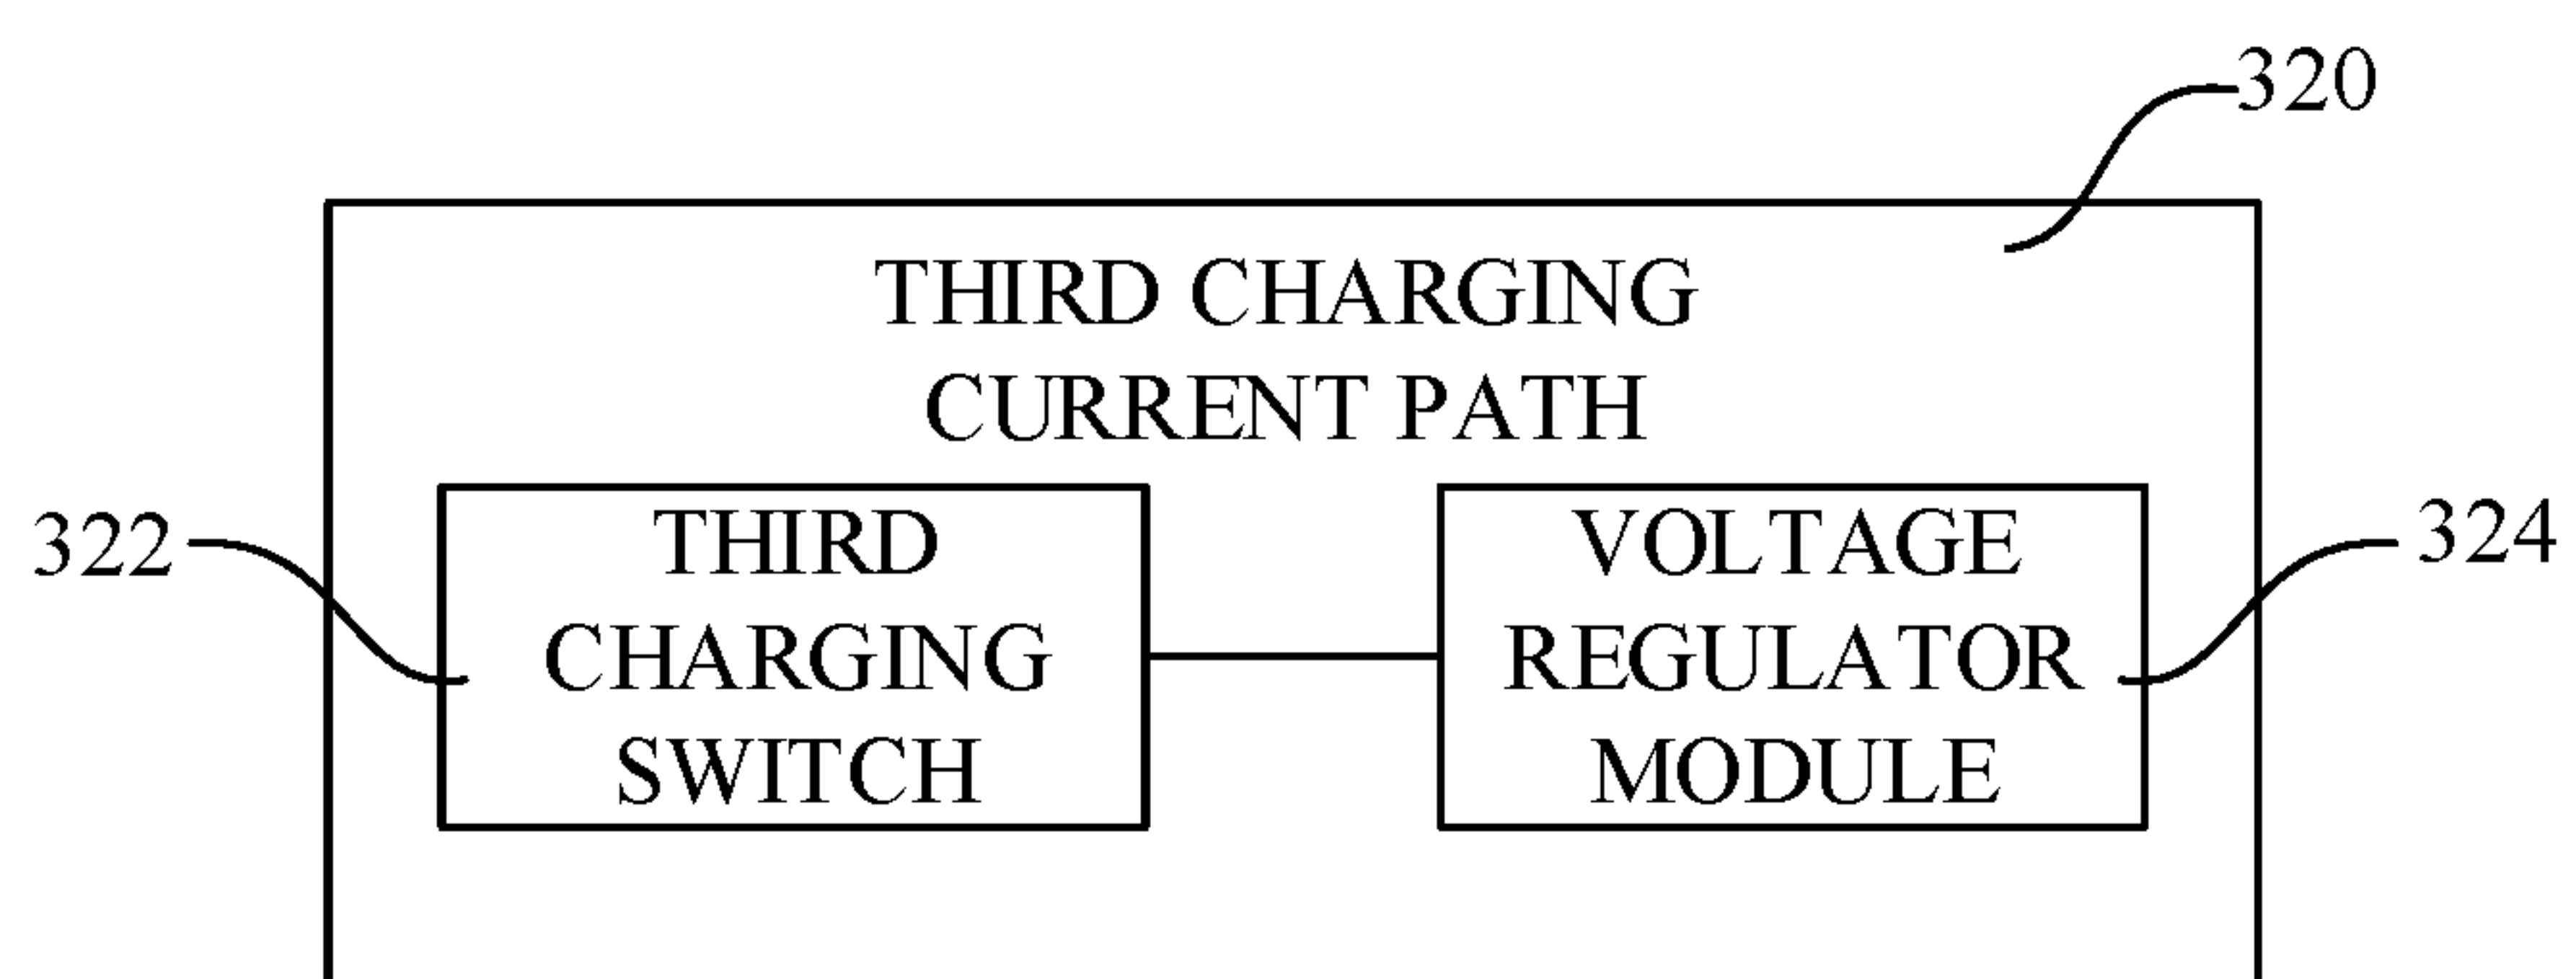 320
THIRD CHARGING
CURRENT PATH
322
THIRD
CHARGING
SWITCH
VOLTAGE
REGULATOR
MODULE
324